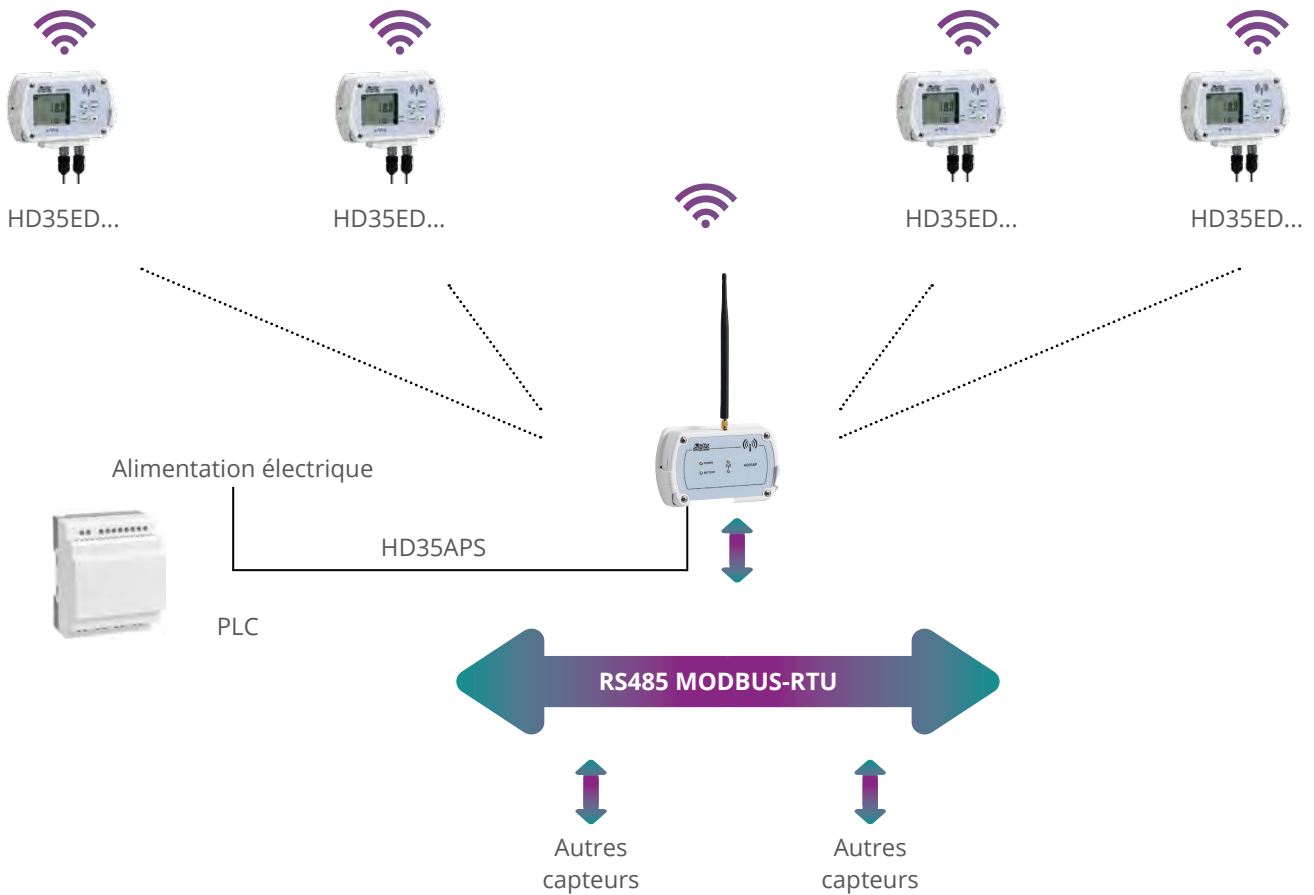 HD35ED...
HD35ED...
HD35ED...
HD35ED...
Alimentation électrique
HD35APS
PLC
RS485 MODBUS-RTU
Autres
capteurs
Autres
capteurs